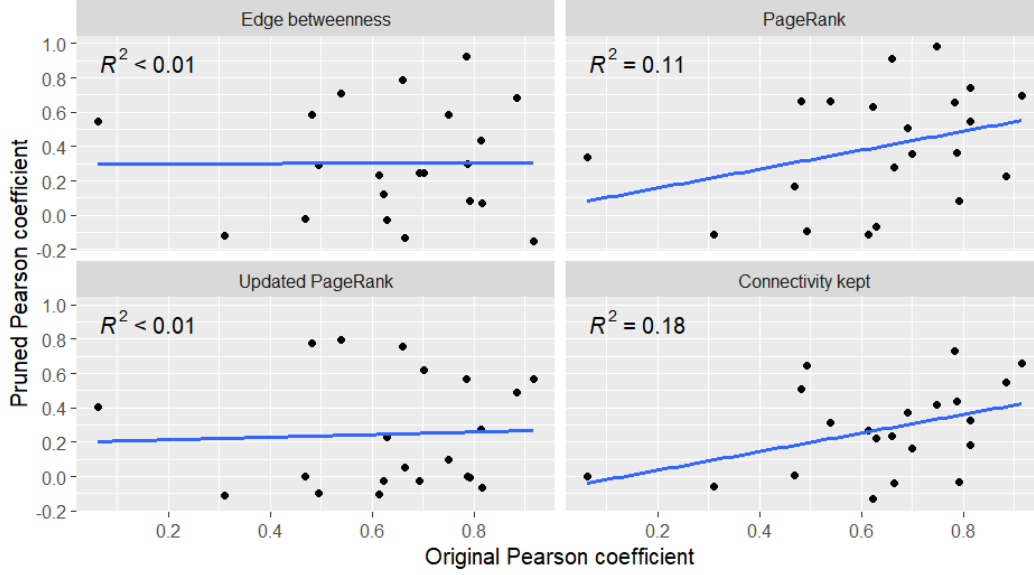 Edge betweenness
PageRank
R² < 0.01
R² = 0.11
1.0
0.8
0.6
0.4
0.2
0.0
-0.2
Updated PageRank
Connectivity kept
R² < 0.01
R² = 0.18
1.0
0.8
0.6
0.4
0.2
0.0
-0.2
0.2 0.4 0.6 0.8
0.2 0.4 0.6 0.8
Pruned Pearson coefficient
Original Pearson coefficient